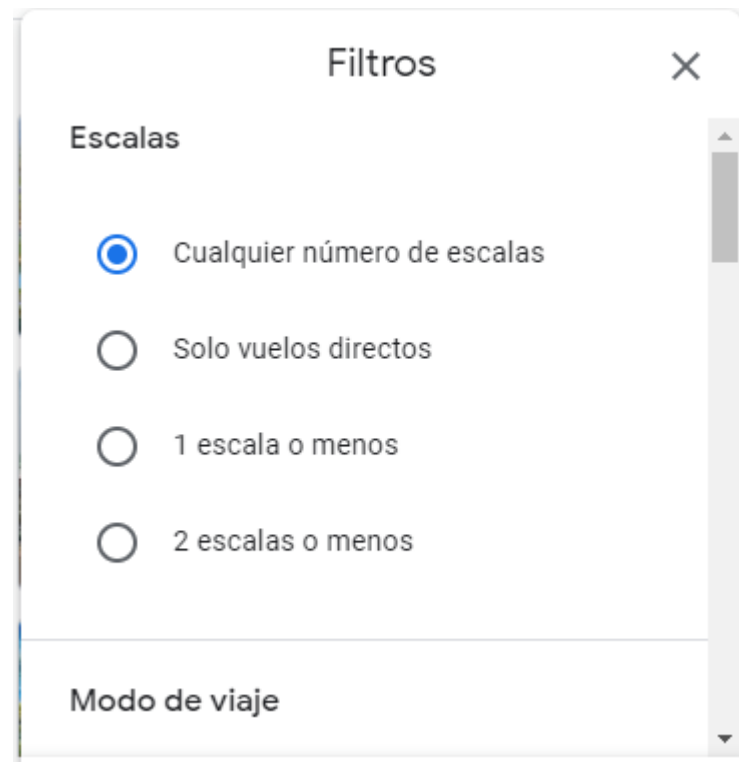 Filtros
Escalas
Cualquier número de escalas
Solo vuelos directos
1 escala o menos
2 escalas o menos
Modo de viaje